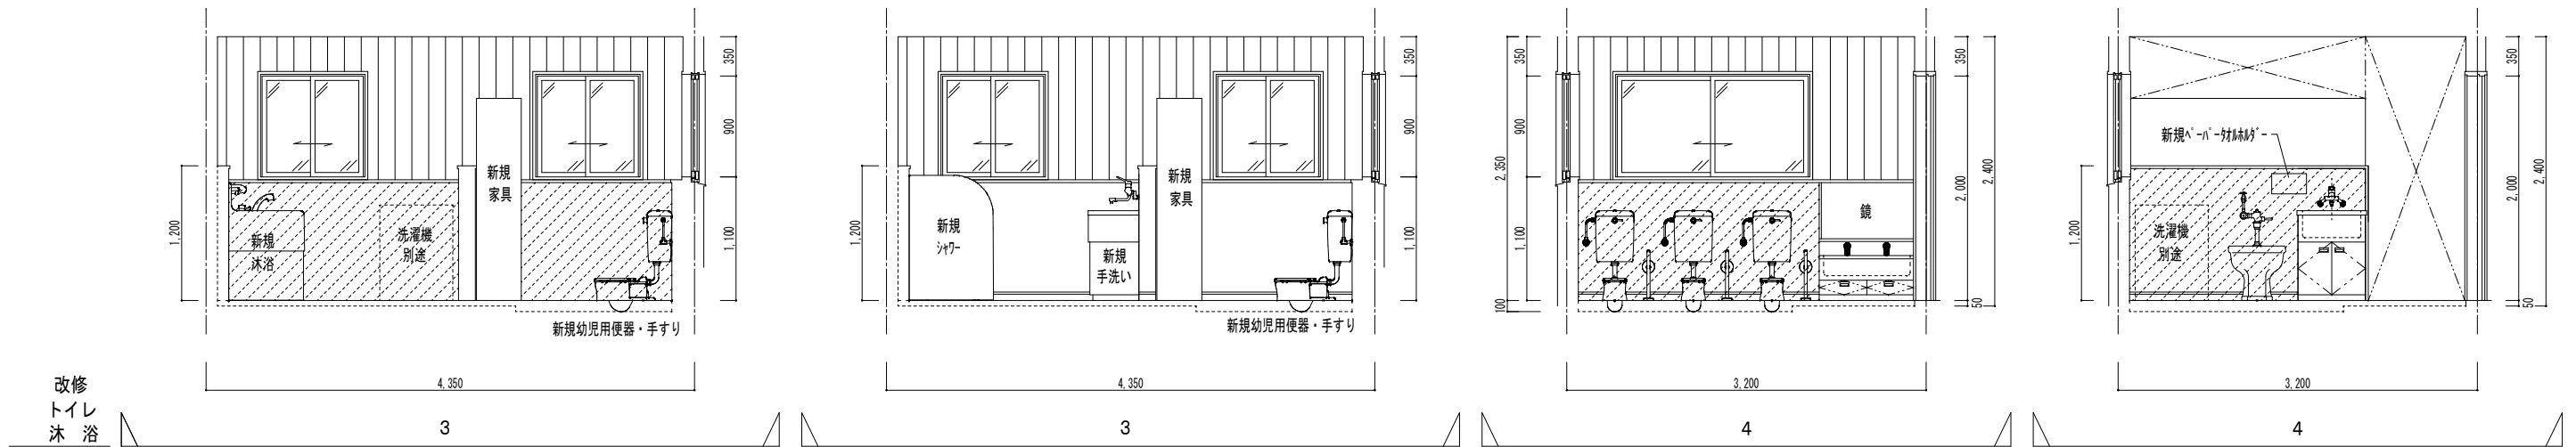 350
900
1,100
1,200
新規
家具
新規
沐浴
洗濯機
別途
新規幼児用便器・手すり
4,350
3
350
900
1,100
1,200
新規
ｼｬﾜｰ
新規
手洗い
新規
家具
新規幼児用便器・手すり
4,350
3
350
900
1,100
2,350
100
鏡
350
2,000
50
2,400
3,200
4
新規ﾍﾟｰﾊﾟｰﾀｵﾙﾎﾙﾀﾞｰ
洗濯機
別途
1,200
350
2,000
50
2,400
3,200
4
改修
トイレ
沐　浴